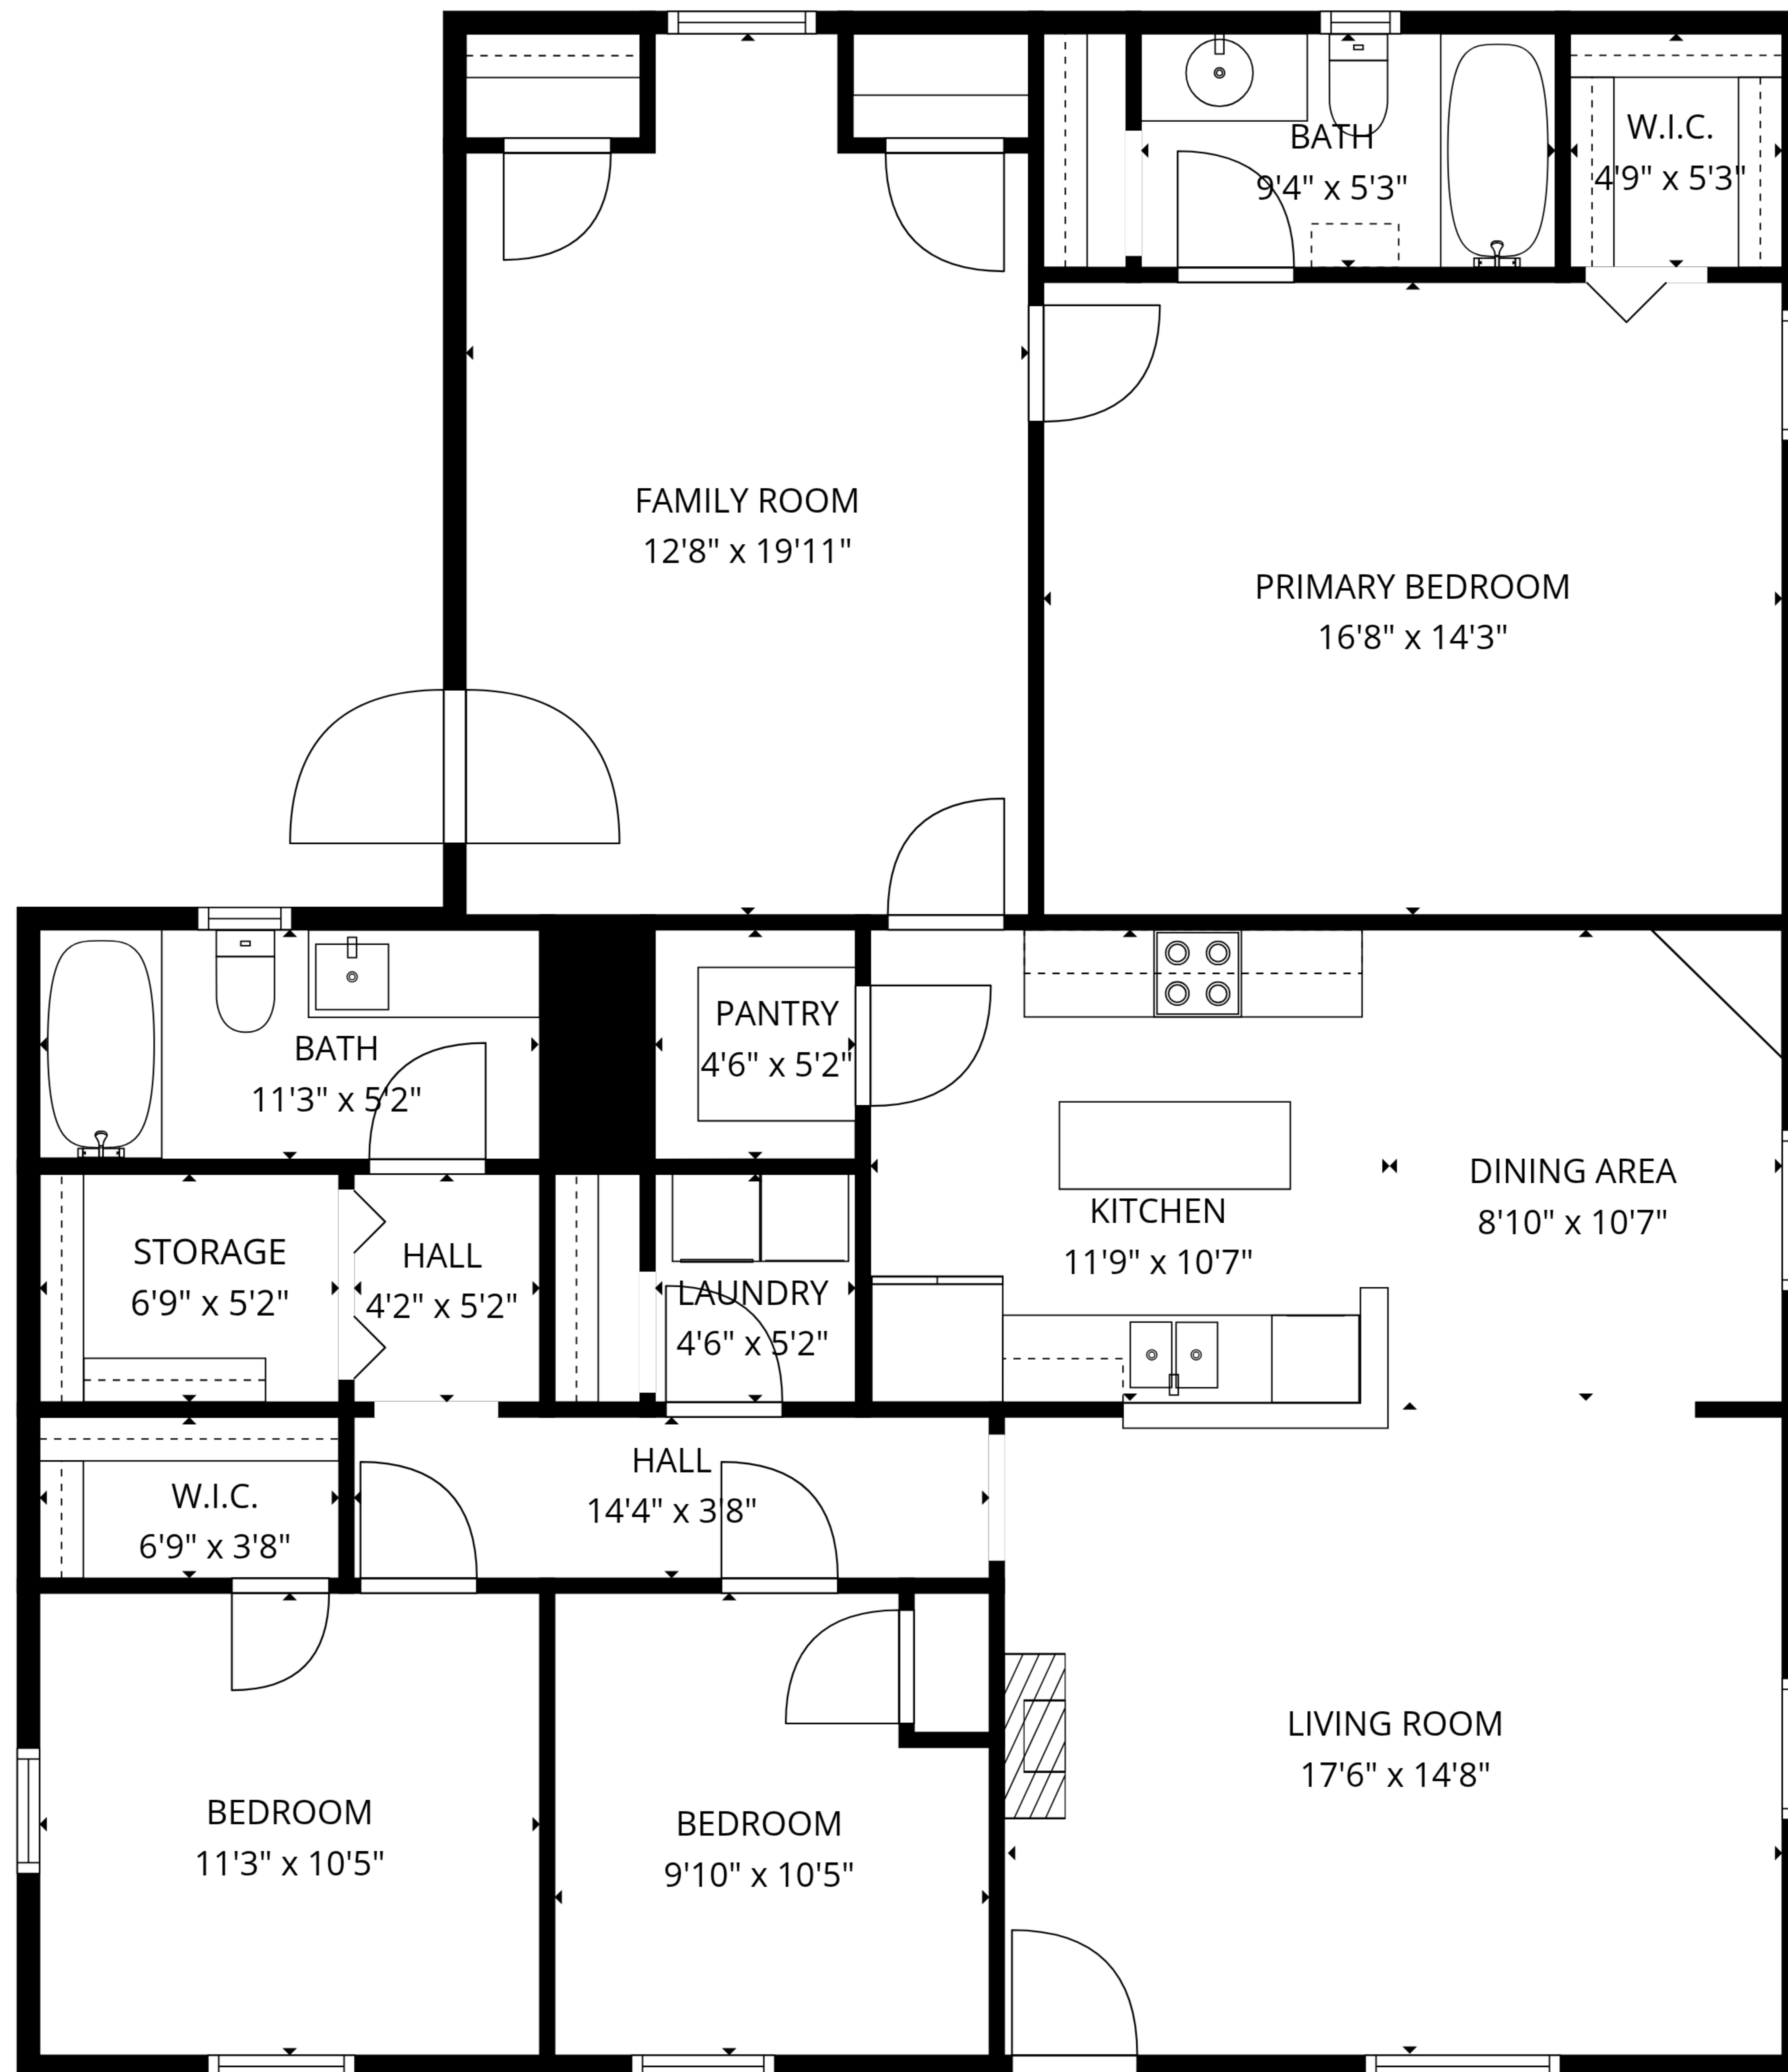 BATH
9'4" x 5'3"
W.I.C.
4'9" x 5'3"
FAMILY ROOM
12'8" x 19'11"
PRIMARY BEDROOM
16'8" x 14'3"
PANTRY
4'6" x 5'2"
BATH
11'3" x 5'2"
DINING AREA
8'10" x 10'7"
KITCHEN
11'9" x 10'7"
STORAGE
6'9" x 5'2"
HALL
4'2" x 5'2"
LAUNDRY
4'6" x 5'2"
HALL
14'4" x 3'8"
W.I.C.
6'9" x 3'8"
LIVING ROOM
17'6" x 14'8"
BEDROOM
11'3" x 10'5"
BEDROOM
9'10" x 10'5"